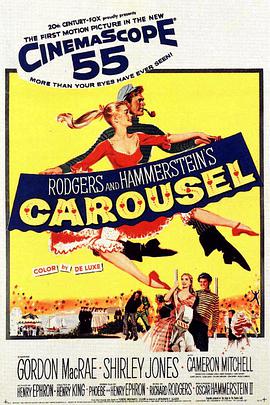 20th CENTURY-FOX proudly presents
THE FIRST MOTION PICTURE IN THE NEW
CINEMASCOPE
55
MORE THAN YOUR EYES HAVE EVER SEEN!
RODGERS AND HAMMERSTEIN'S
CAROUSEL
COLOR by DE LUXE
GORDON MacRAE · SHIRLEY JONES · CAMERON MITCHELL
HENRY EPHRON HENRY KING PHOEBE and HENRY EPHRON RICHARD RODGERS OSCAR HAMMERSTEIN II